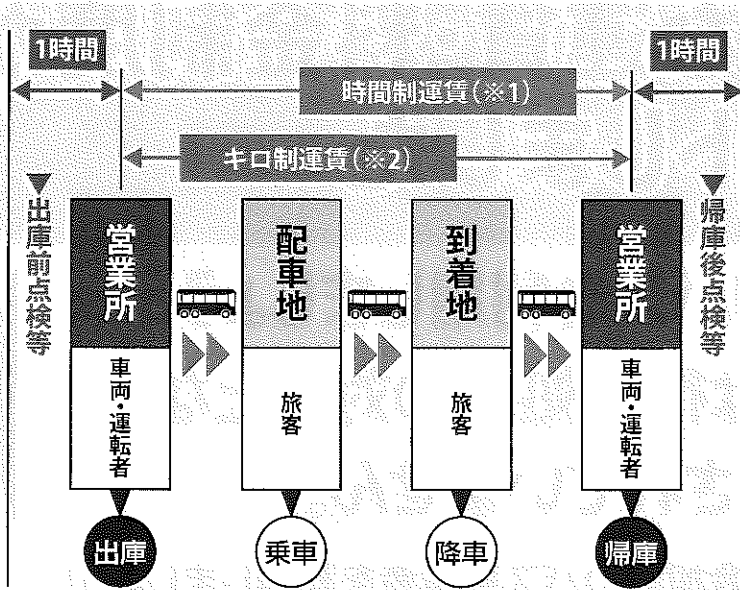 1時間
1時間
時間制運賃(※1)
キロ制運賃(※2)
▼出庫前点検等
営業所
車両・運転者
出庫
配車地
旅客
乗車
到着地
旅客
降車
営業所
車両・運転者
帰庫
▼帰庫後点検等